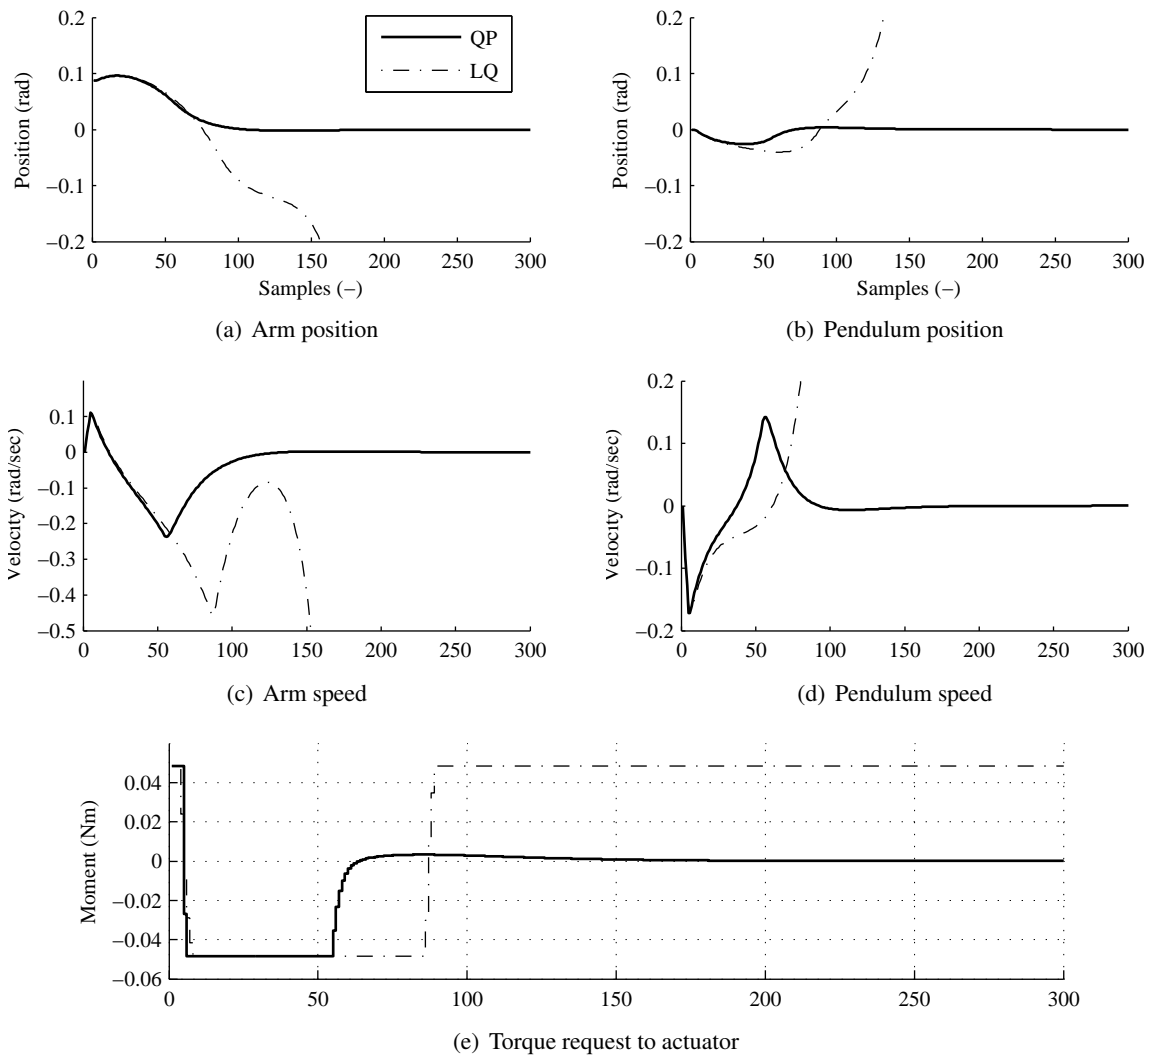 0.2
0.1
0
−0.1
−0.2
Position (rad)
QP
LQ
0 50 100 150 200 250 300
Samples (–)
(a) Arm position
0.2
0.1
0
−0.1
−0.2
Position (rad)
0 50 100 150 200 250 300
Samples (–)
(b) Pendulum position
0.1
0
−0.1
−0.2
−0.3
−0.4
−0.5
Velocity (rad/sec)
0 50 100 150 200 250 300
(c) Arm speed
0.2
0.1
0
−0.1
−0.2
Velocity (rad/sec)
0 50 100 150 200 250 300
(d) Pendulum speed
0.04
0.02
0
−0.02
−0.04
−0.06
Moment (Nm)
0 50 100 150 200 250 300
(e) Torque request to actuator